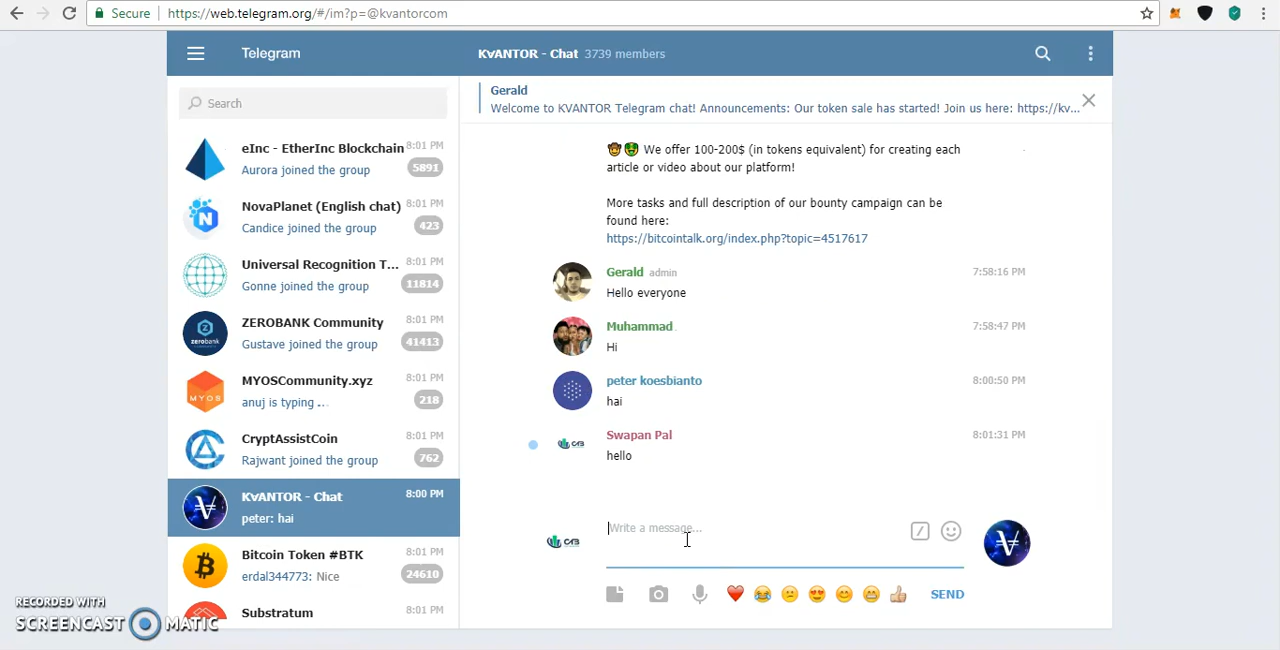 Secure https://web.telegram.org/#/im?p=@kvantorcom
Telegram
K∀ANTOR - Chat 3739 members
Search
Gerald
Welcome to KVANTOR Telegram chat! Announcements: Our token sale has started! Join us here: https://kv...
eInc - EtherInc Blockchain 8:01 PM
Aurora joined the group 5891
NovaPlanet (English chat) 8:01 PM
Candice joined the group 423
Universal Recognition T... 8:01 PM
Gonne joined the group 11814
ZEROBANK Community 8:01 PM
Gustave joined the group 41413
zerobank
MYOSCommunity.xyz 8:01 PM
anuj is typing ... 218
MYOS
CryptAssistCoin 8:01 PM
Rajwant joined the group 762
K∀ANTOR - Chat 8:00 PM
peter: hai
Bitcoin Token #BTK 8:01 PM
erdal344773: Nice 24610
Substratum 8:01 PM
🤠🤑 We offer 100-200$ (in tokens equivalent) for creating each
article or video about our platform!
More tasks and full description of our bounty campaign can be
found here:
https://bitcointalk.org/index.php?topic=4517617
Gerald admin 7:58:16 PM
Hello everyone
Muhammad 7:58:47 PM
Hi
peter koesbianto 8:00:50 PM
hai
Swapan Pal 8:01:31 PM
CAB
hello
Write a message...
CAB
SEND
RECORDED WITH
SCREENCAST MATIC